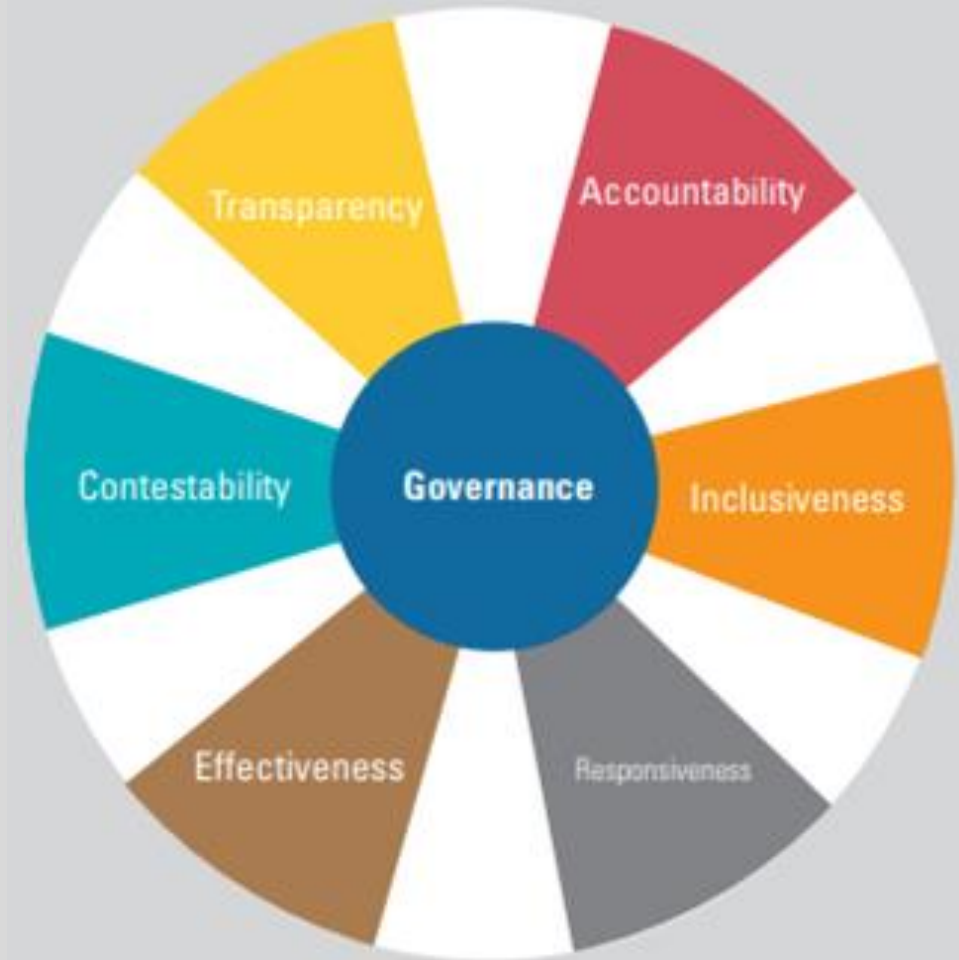 Transparency
Accountability
Contestability
Governance
Inclusiveness
Effectiveness
Responsiveness